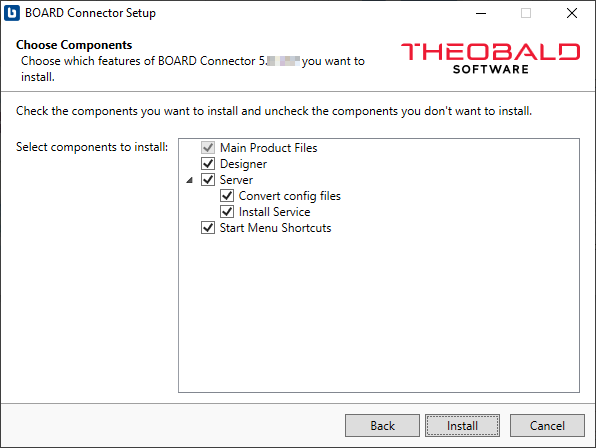 BOARD Connector Setup
Choose Components
Choose which features of BOARD Connector 5. you want to
install.
THEOBALD
SOFTWARE
Check the components you want to install and uncheck the components you don't want to install.
Select components to install:
Main Product Files
Designer
Server
Convert config files
Install Service
Start Menu Shortcuts
Back
Install
Cancel